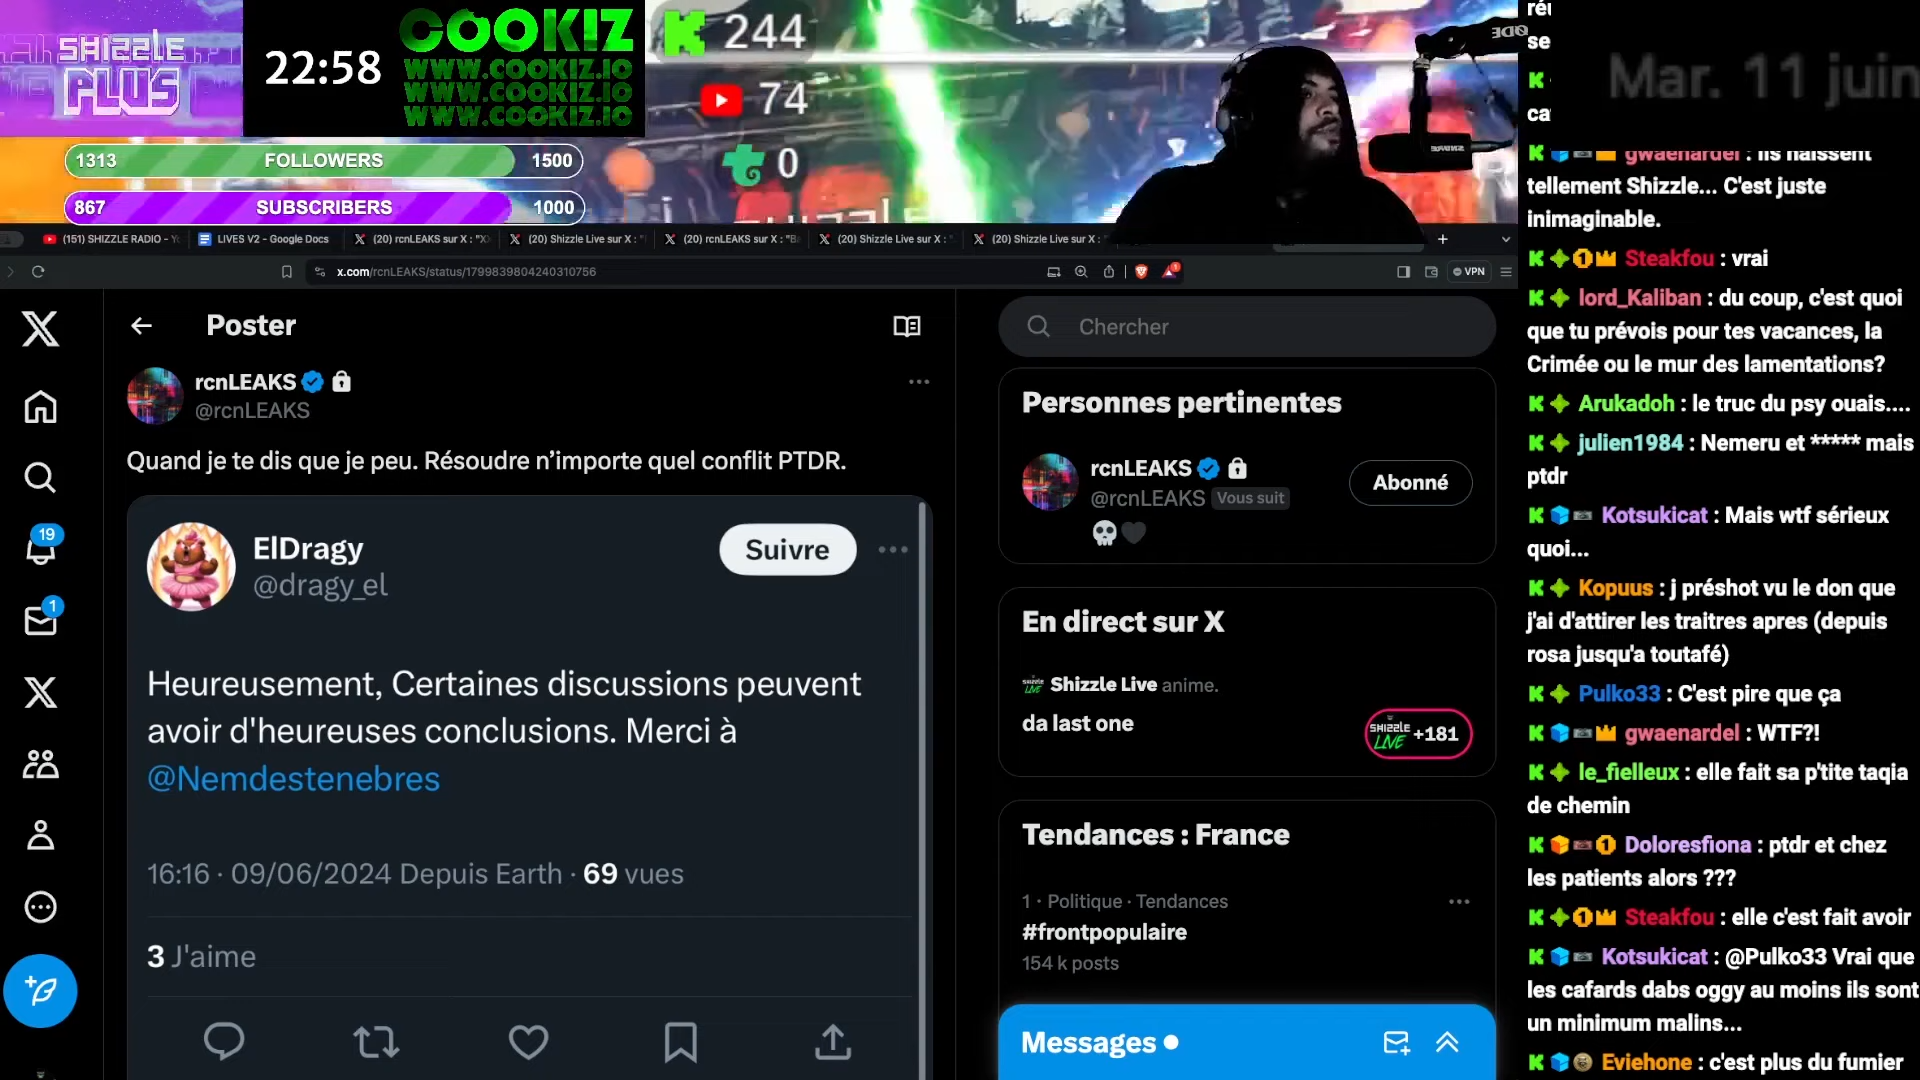 SHIZZLE
PLUS
22:58
COOKIZ
WWW.COOKIZ.IO
WWW.COOKIZ.IO
WWW.COOKIZ.IO
244
74
0
1313 FOLLOWERS 1500
867 SUBSCRIBERS 1000
(151) SHIZZLE RADIO - Yo
LIVES V2 - Google Docs
(20) rcnLEAKS sur X : "X
(20) Shizzle Live sur X : "
(20) rcnLEAKS sur X : "Ba
(20) Shizzle Live sur X : "
(20) Shizzle Live sur X :
x.com/rcnLEAKS/status/1799839804240310756
VPN
Poster
rcnLEAKS
@rcnLEAKS
Quand je te dis que je peu. Résoudre n’importe quel conflit PTDR.
ElDragy
@dragy_el
Suivre
Heureusement, Certaines discussions peuvent
avoir d'heureuses conclusions. Merci à
@Nemdestenebres
16:16 · 09/06/2024 Depuis Earth · 69 vues
3 J'aime
19
1
Chercher
Personnes pertinentes
rcnLEAKS
@rcnLEAKS Vous suit
Abonné
En direct sur X
Shizzle Live anime.
da last one
SHIZZLE LIVE +181
Tendances : France
1 · Politique · Tendances
#frontpopulaire
154 k posts
Messages
Mar. 11 juin
se
ca
gwaenardel : Ils naissent
tellement Shizzle... C'est juste
inimaginable.
Steakfou : vrai
lord_Kaliban : du coup, c'est quoi
que tu prévois pour tes vacances, la
Crimée ou le mur des lamentations?
Arukadoh : le truc du psy ouais....
julien1984 : Nemeru et ***** mais
ptdr
Kotsukicat : Mais wtf sérieux
quoi...
Kopuus : j préshot vu le don que
j'ai d'attirer les traitres apres (depuis
rosa jusqu'a toutafé)
Pulko33 : C'est pire que ça
gwaenardel : WTF?!
le_fielleux : elle fait sa p'tite taqia
de chemin
Doloresfiona : ptdr et chez
les patients alors ???
Steakfou : elle c'est fait avoir
Kotsukicat : @Pulko33 Vrai que
les cafards dabs oggy au moins ils sont
un minimum malins...
Eviehone : c'est plus du fumier